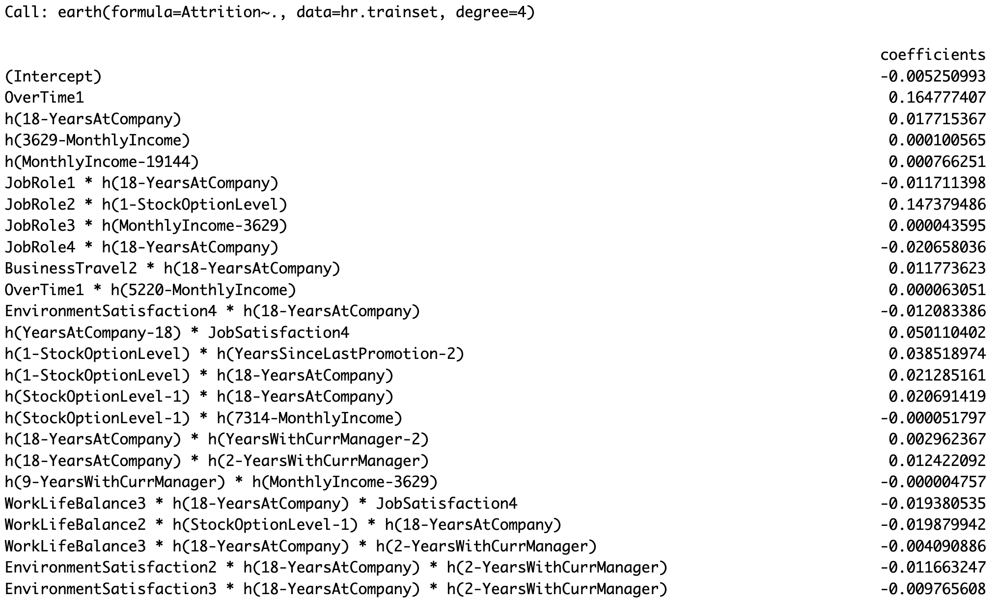 Call: earth(formula=Attrition~., data=hr.trainset, degree=4)
coefficients
(Intercept) -0.005250993
OverTime1 0.164777407
h(18-YearsAtCompany) 0.017715367
h(3629-MonthlyIncome) 0.000100565
h(MonthlyIncome-19144) 0.000766251
JobRole1 * h(18-YearsAtCompany) -0.011711398
JobRole2 * h(1-StockOptionLevel) 0.147379486
JobRole3 * h(MonthlyIncome-3629) 0.000043595
JobRole4 * h(18-YearsAtCompany) -0.020658036
BusinessTravel2 * h(18-YearsAtCompany) 0.011773623
OverTime1 * h(5220-MonthlyIncome) 0.000063051
EnvironmentSatisfaction4 * h(18-YearsAtCompany) -0.012083386
h(YearsAtCompany-18) * JobSatisfaction4 0.050110402
h(1-StockOptionLevel) * h(YearsSinceLastPromotion-2) 0.038518974
h(1-StockOptionLevel) * h(18-YearsAtCompany) 0.021285161
h(StockOptionLevel-1) * h(18-YearsAtCompany) 0.020691419
h(StockOptionLevel-1) * h(7314-MonthlyIncome) -0.000051797
h(18-YearsAtCompany) * h(YearsWithCurrManager-2) 0.002962367
h(18-YearsAtCompany) * h(2-YearsWithCurrManager) 0.012422092
h(9-YearsWithCurrManager) * h(MonthlyIncome-3629) -0.000004757
WorkLifeBalance3 * h(18-YearsAtCompany) * JobSatisfaction4 -0.019380535
WorkLifeBalance2 * h(StockOptionLevel-1) * h(18-YearsAtCompany) -0.019879942
WorkLifeBalance3 * h(18-YearsAtCompany) * h(2-YearsWithCurrManager) -0.004090886
EnvironmentSatisfaction2 * h(18-YearsAtCompany) * h(2-YearsWithCurrManager) -0.011663247
EnvironmentSatisfaction3 * h(18-YearsAtCompany) * h(2-YearsWithCurrManager) -0.009765608